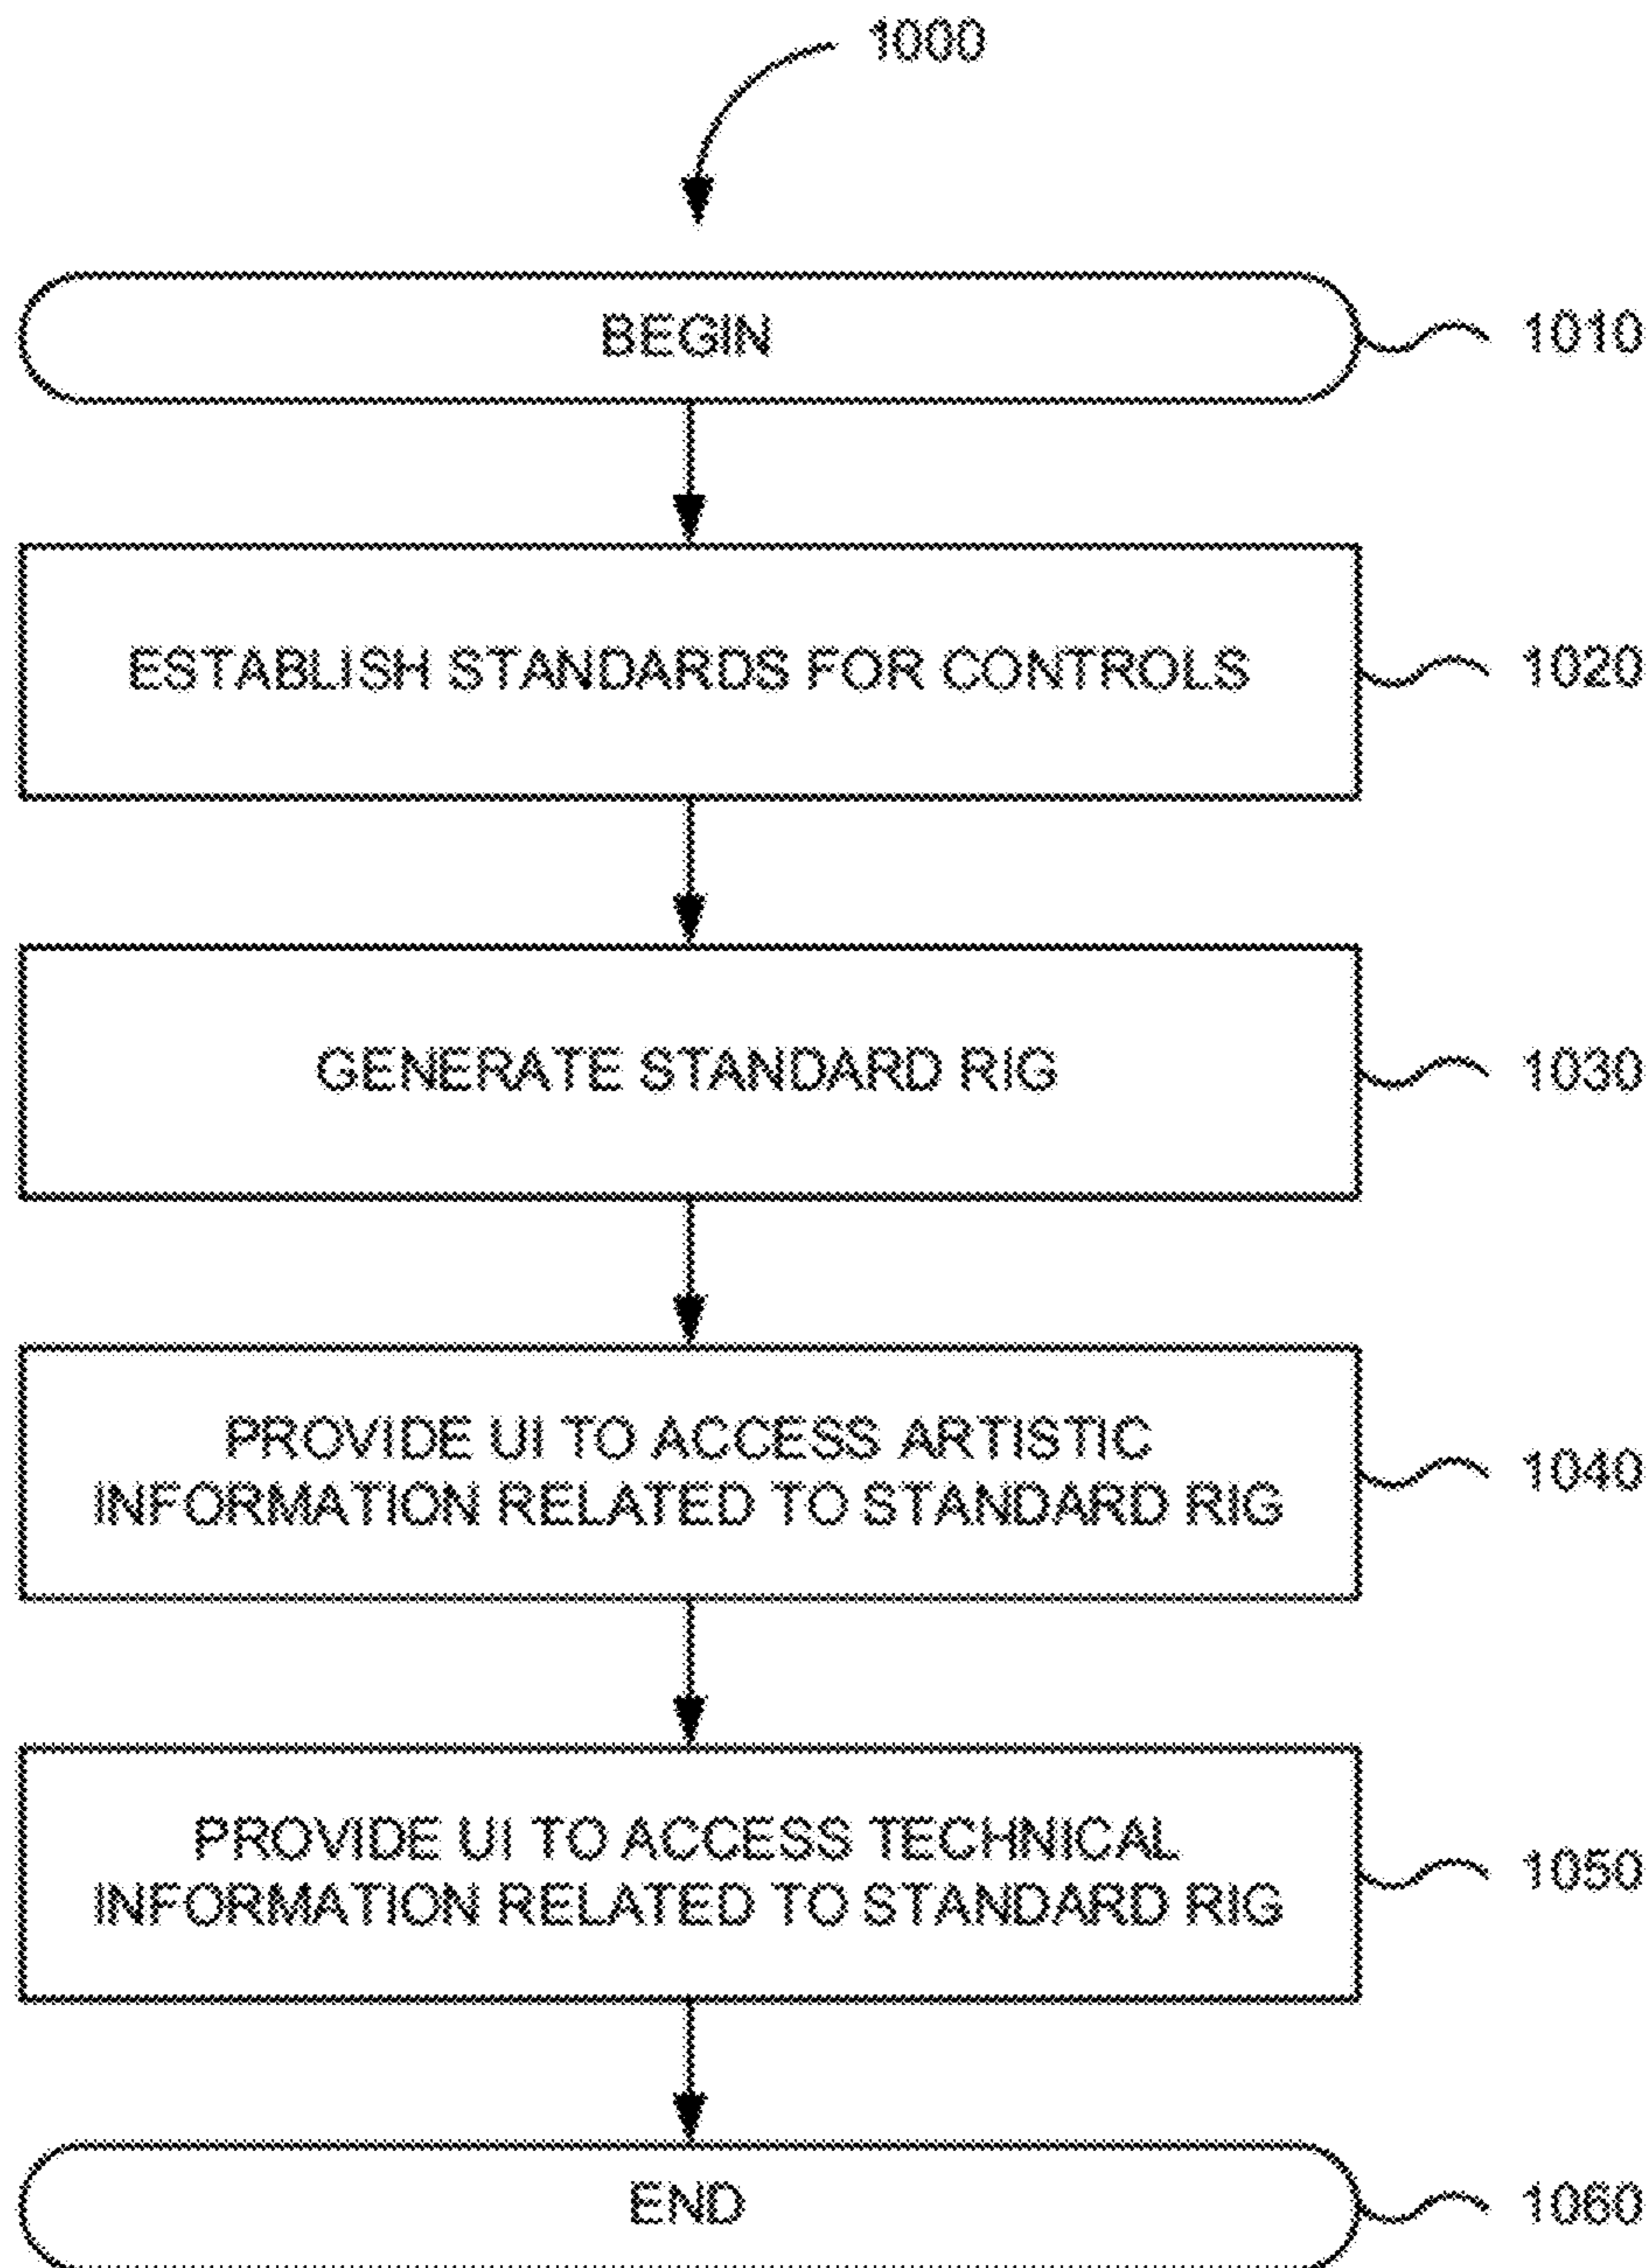 1000
BEGIN
1010
ESTABLISH STANDARDS FOR CONTROLS
1020
GENERATE STANDARD RIG
1030
PROVIDE UI TO ACCESS ARTISTIC
INFORMATION RELATED TO STANDARD RIG
1040
PROVIDE UI TO ACCESS TECHNICAL
INFORMATION RELATED TO STANDARD RIG
1050
END
1060